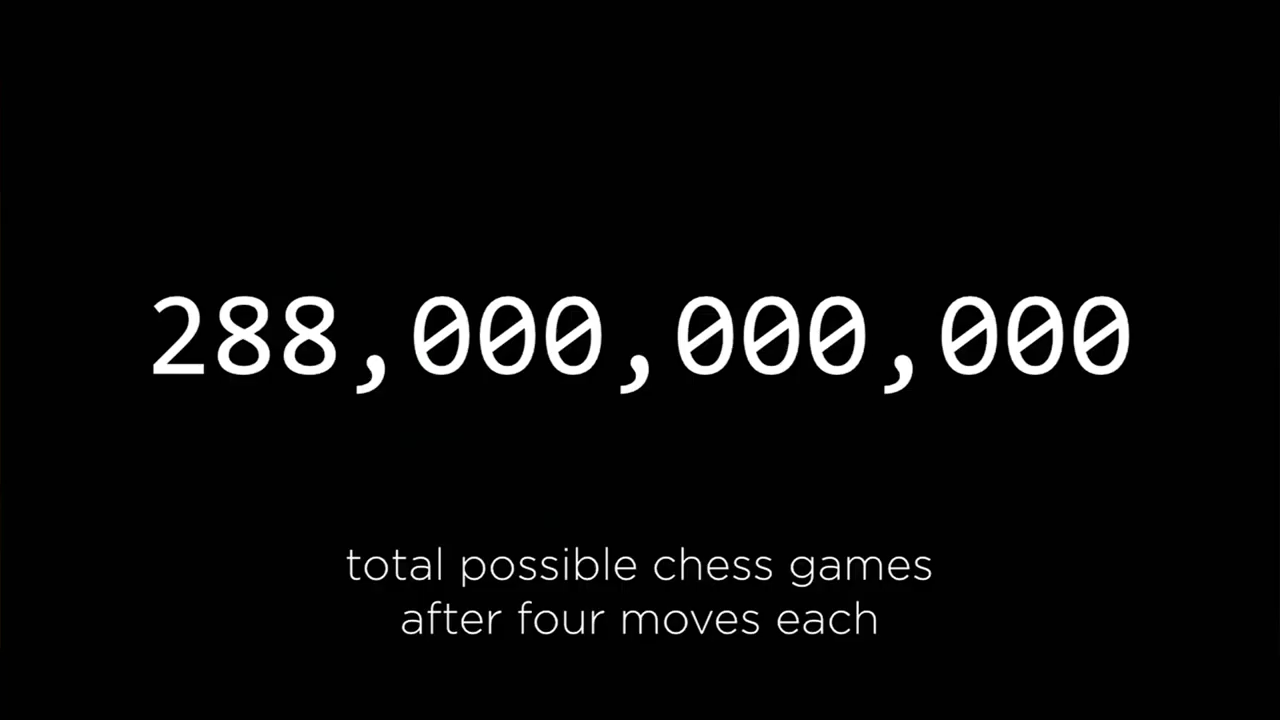 288,000,000,000
total possible chess games
after four moves each